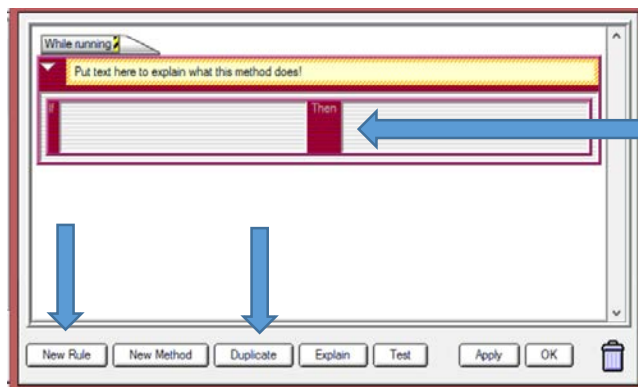 While running
Put text here to explain what this method does!
If Then
New Rule New Method Duplicate Explain Test Apply OK